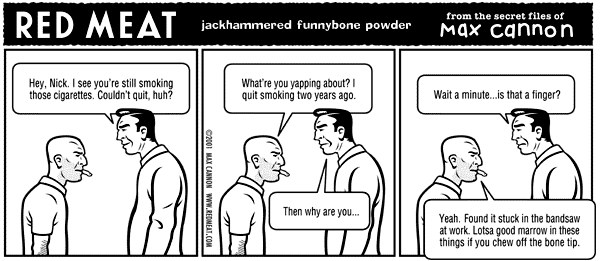 RED MEAT
jackhammered funnybone powder
from the secret files of
Max cannon
Hey, Nick. I see you're still smoking
those cigarettes. Couldn't quit, huh?
©2001 MAX CANNON WWW.REDMEAT.COM
What're you yapping about? I
quit smoking two years ago.
Then why are you...
Wait a minute...is that a finger?
Yeah. Found it stuck in the bandsaw
at work. Lotsa good marrow in these
things if you chew off the bone tip.